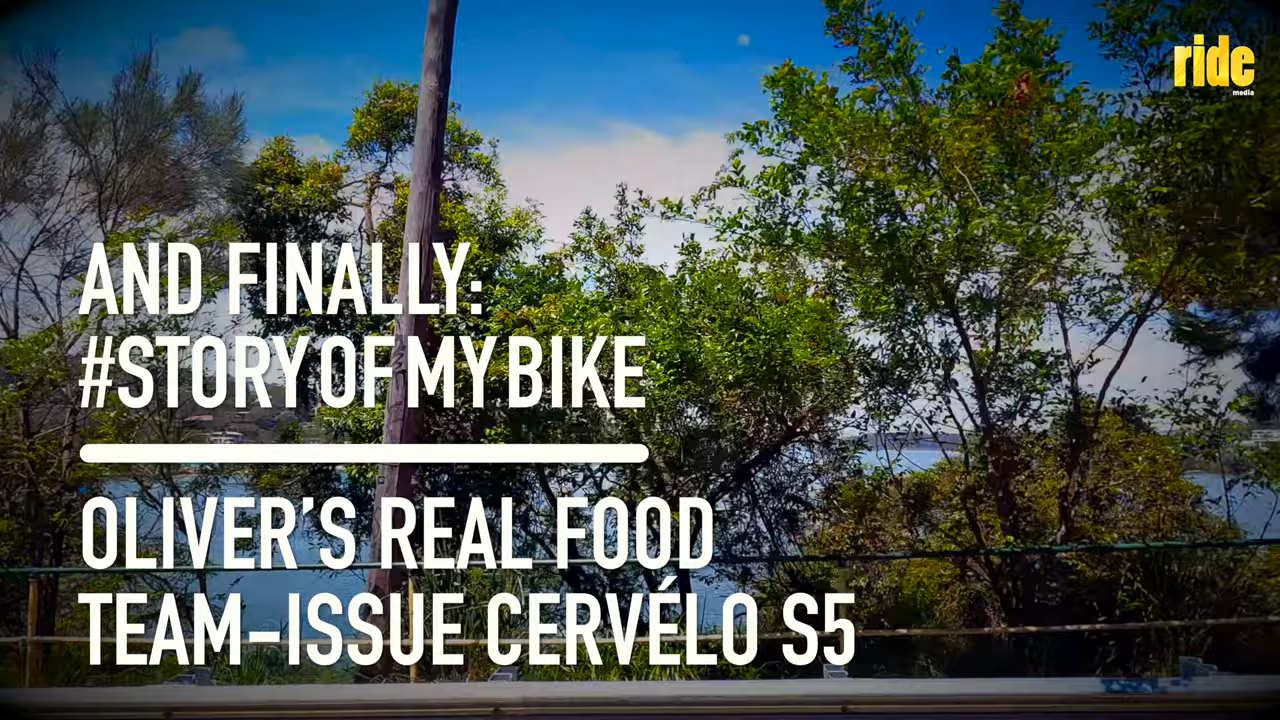 ride
media
AND FINALLY:
#STORYOFMYBIKE
OLIVER'S REAL FOOD
TEAM-ISSUE CERVÉLO S5